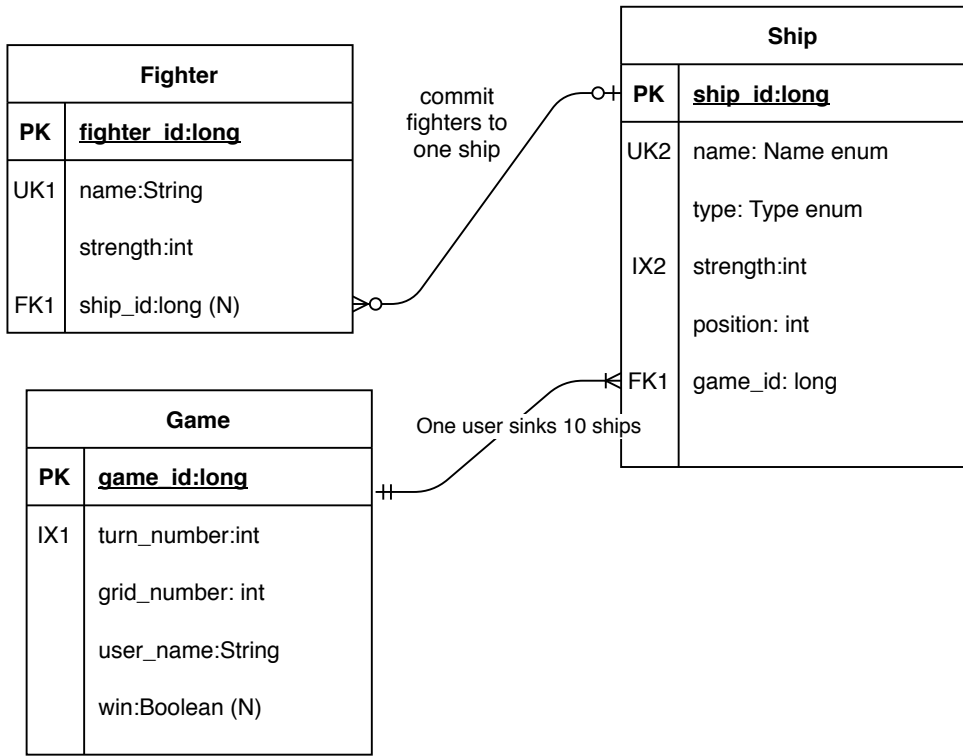 Fighter
PK fighter_id:long
UK1 name:String
strength:int
FK1 ship_id:long (N)
commit
fighters to
one ship
Ship
PK ship_id:long
UK2 name: Name enum
type: Type enum
IX2 strength:int
position: int
FK1 game_id: long
One user sinks 10 ships
Game
PK game_id:long
IX1 turn_number:int
grid_number: int
user_name:String
win:Boolean (N)